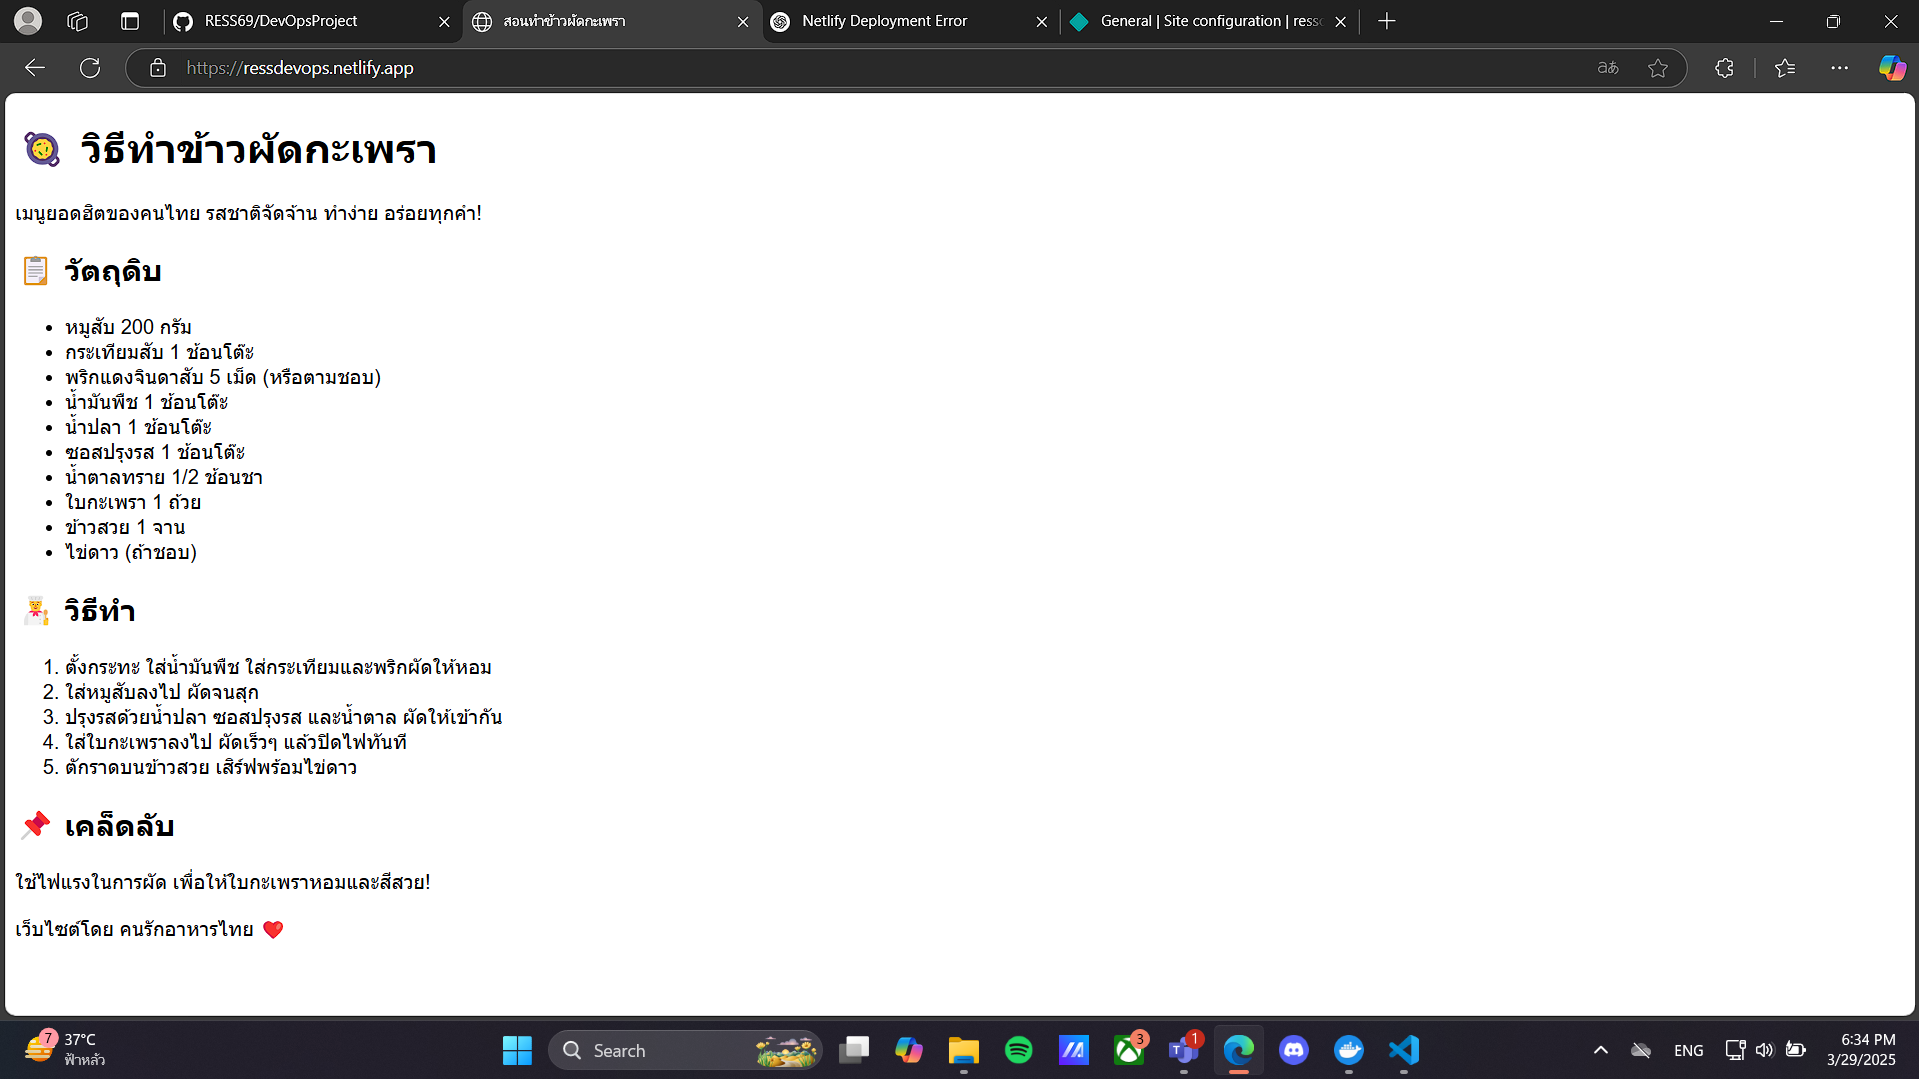 RESS69/DevOpsProject
สอนทำข้าวผัดกะเพรา
Netlify Deployment Error
General | Site configuration | ressd
https://ressdevops.netlify.app
วิธีทำข้าวผัดกะเพรา
เมนูยอดฮิตของคนไทย รสชาติจัดจ้าน ทำง่าย อร่อยทุกคำ!
วัตถุดิบ
• หมูสับ 200 กรัม
• กระเทียมสับ 1 ช้อนโต๊ะ
• พริกแดงจินดาสับ 5 เม็ด (หรือตามชอบ)
• น้ำมันพืช 1 ช้อนโต๊ะ
• น้ำปลา 1 ช้อนโต๊ะ
• ซอสปรุงรส 1 ช้อนโต๊ะ
• น้ำตาลทราย 1/2 ช้อนชา
• ใบกะเพรา 1 ถ้วย
• ข้าวสวย 1 จาน
• ไข่ดาว (ถ้าชอบ)
วิธีทำ
1. ตั้งกระทะ ใส่น้ำมันพืช ใส่กระเทียมและพริกผัดให้หอม
2. ใส่หมูสับลงไป ผัดจนสุก
3. ปรุงรสด้วยน้ำปลา ซอสปรุงรส และน้ำตาล ผัดให้เข้ากัน
4. ใส่ใบกะเพราลงไป ผัดเร็วๆ แล้วปิดไฟทันที
5. ตักราดบนข้าวสวย เสิร์ฟพร้อมไข่ดาว
เคล็ดลับ
ใช้ไฟแรงในการผัด เพื่อให้ใบกะเพราหอมและสีสวย!
เว็บไซต์โดย คนรักอาหารไทย ❤️
7
37°C
ฟ้าหลัว
Search
3
1
ENG
6:34 PM
3/29/2025